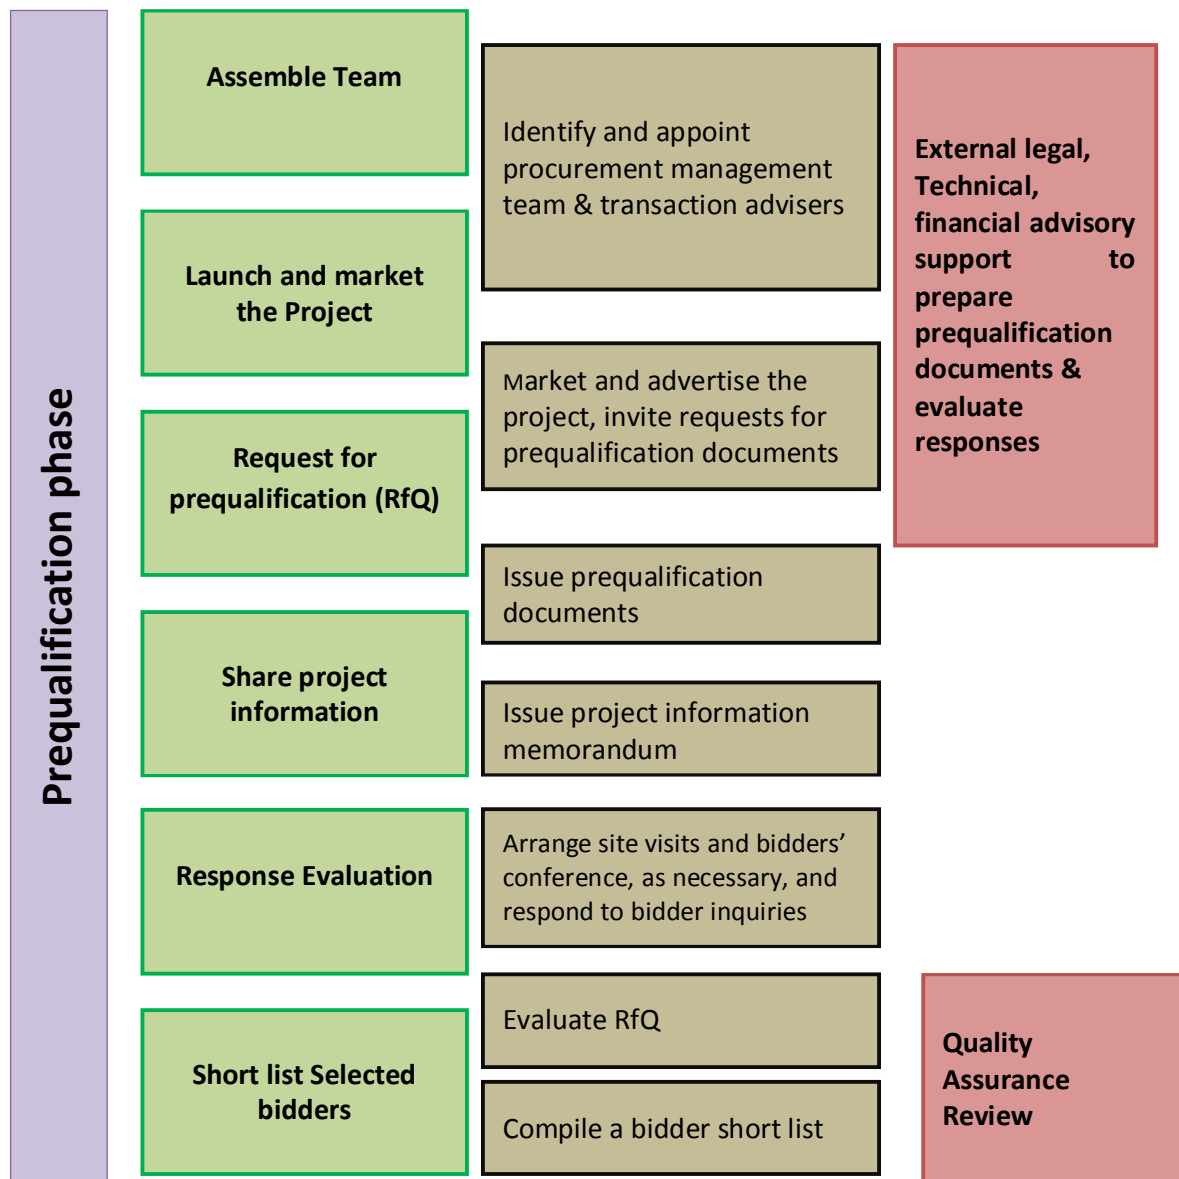 Prequalification phase
Assemble Team
Launch and market
the Project
Request for
prequalification (RfQ)
Share project
information
Response Evaluation
Short list Selected
bidders
Identify and appoint
procurement management
team & transaction advisers
Market and advertise the
project, invite requests for
prequalification documents
Issue prequalification
documents
Issue project information
memorandum
Arrange site visits and bidders’
conference, as necessary, and
respond to bidder inquiries
Evaluate RfQ
Compile a bidder short list
External legal,
Technical,
financial advisory
support to
prepare
prequalification
documents &
evaluate
responses
Quality
Assurance
Review